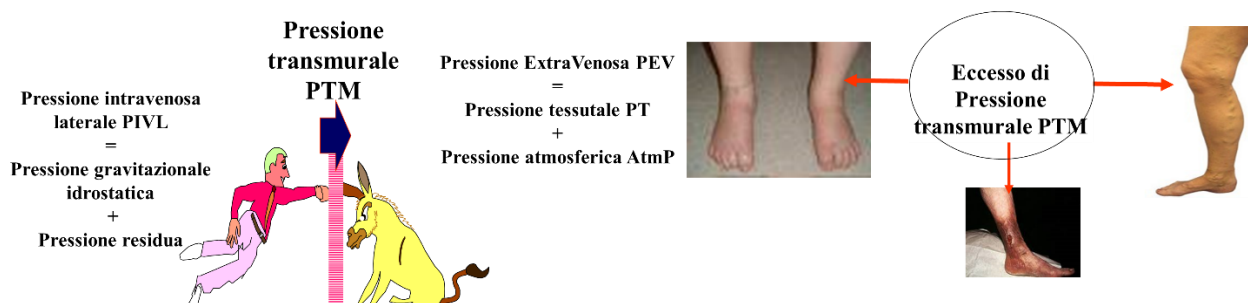 Pressione intravenosa
laterale PIVL
=
Pressione gravitazionale
idrostatica
+
Pressione residua
Pressione
transmurale
PTM
Pressione ExtraVenosa PEV
=
Pressione tessutale PT
+
Pressione atmosferica AtmP
Eccesso di
Pressione
transmurale PTM